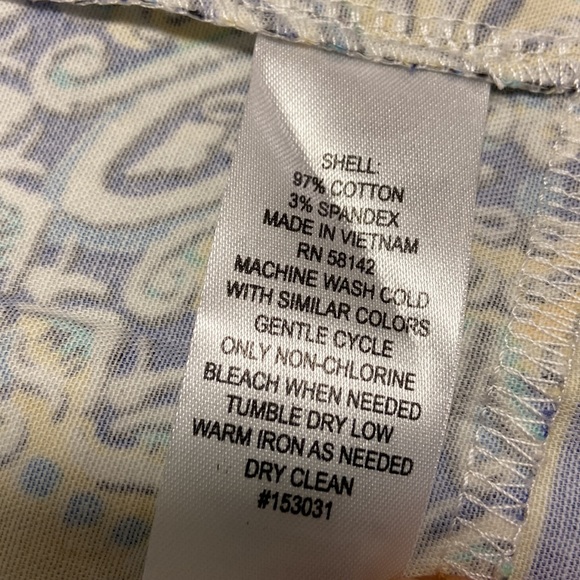 SHELL:
97% COTTON
3% SPANDEX
MADE IN VIETNAM
RN 58142
MACHINE WASH COLD
WITH SIMILAR COLORS
GENTLE CYCLE
ONLY NON-CHLORINE
BLEACH WHEN NEEDED
TUMBLE DRY LOW
WARM IRON AS NEEDED
DRY CLEAN
#153031